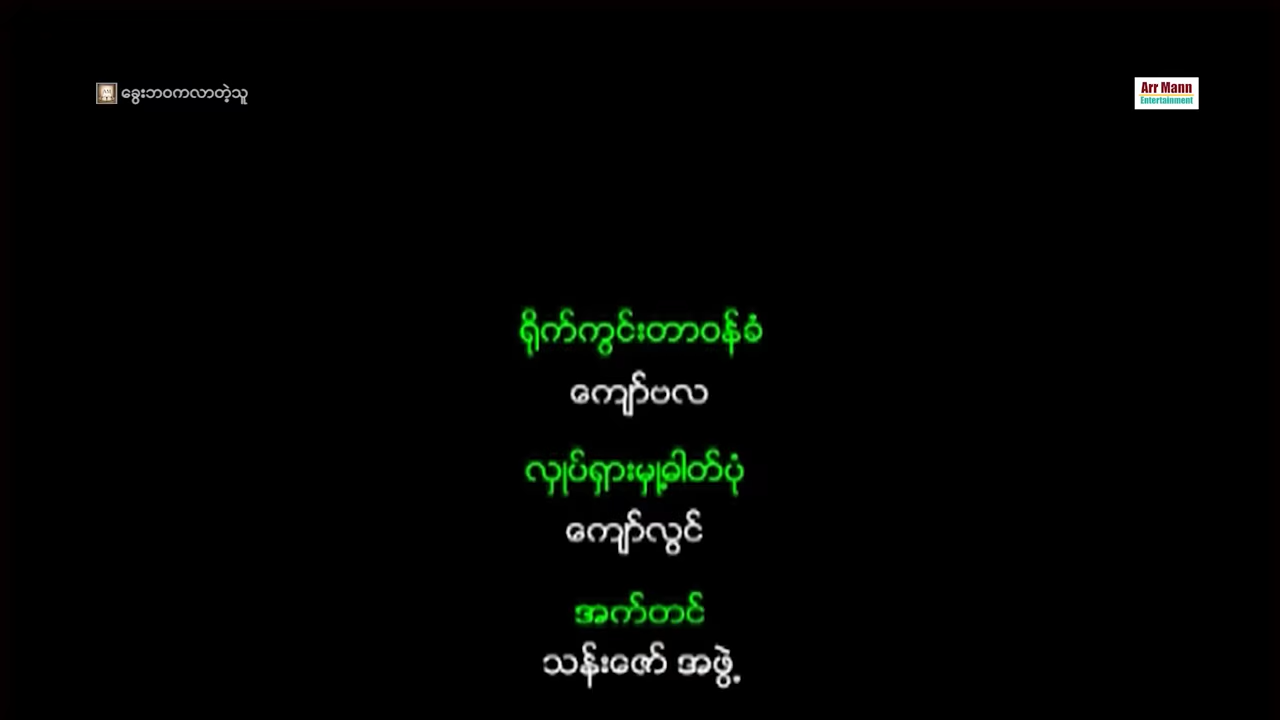 ခွေးဘဝကလာတဲ့သူ
Arr Mann
Entertainment
ရိုက်ကွင်းတာဝန်ခံ
ကျော်ဗလ
လှုပ်ရှားမှု့ဓါတ်ပုံ
ကျော်လွင်
အက်တင်
သန်းဇော် အဖွဲ့